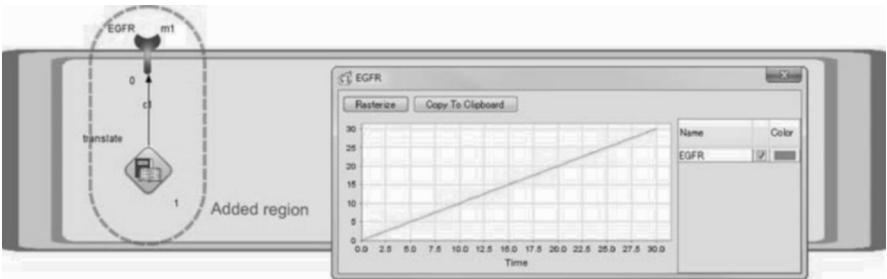 EGFR m1
0
c1
translate
1
Added region
EGFR
Rasterize Copy To Clipboard
30
25
20
15
10
5
0
0.0 2.5 5.0 7.5 10.0 12.5 15.0 17.5 20.0 22.5 25.0 27.5 30.0
Time
Name Color
EGFR